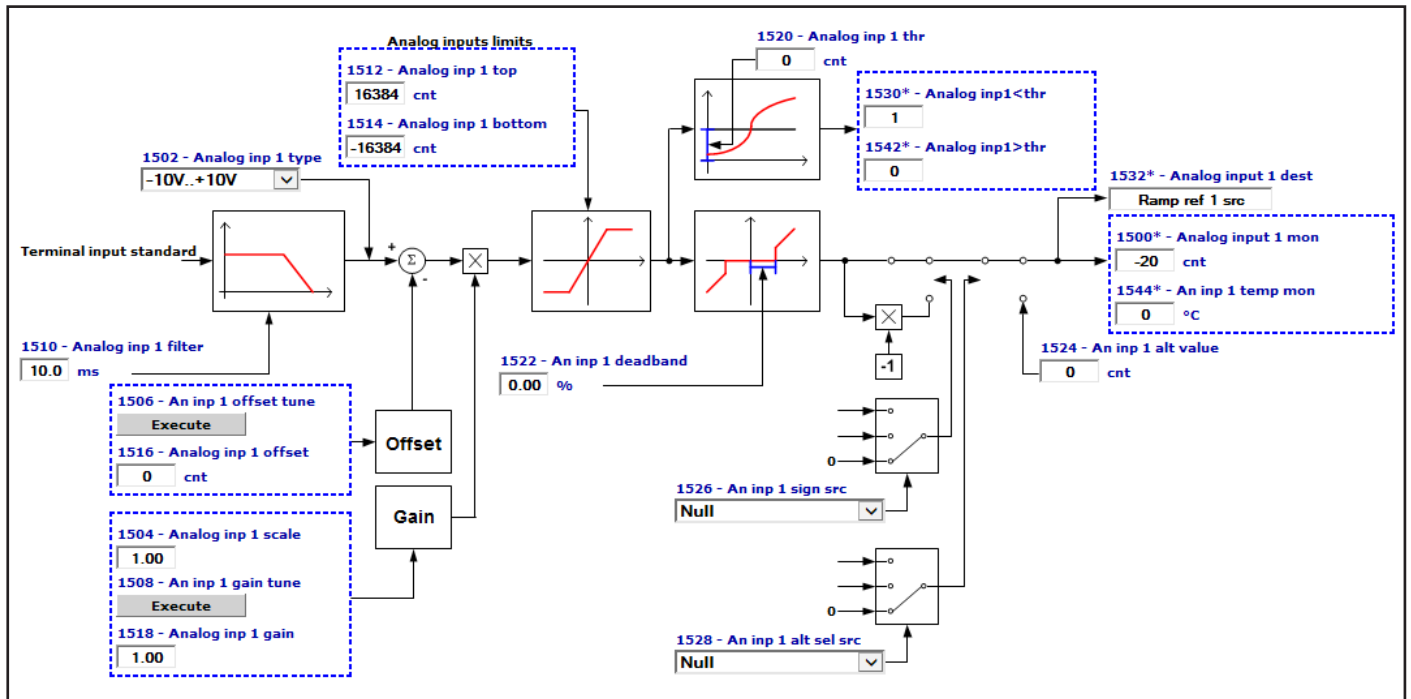 Analog inputs limits
1512 - Analog inp 1 top
16384 cnt
1514 - Analog inp 1 bottom
-16384 cnt
1520 - Analog inp 1 thr
0 cnt
1530* - Analog inp1<thr
1
1542* - Analog inp1>thr
0
1502 - Analog inp 1 type
-10V..+10V
Terminal input standard
+
Σ
-
1532* - Analog input 1 dest
Ramp ref 1 src
1500* - Analog input 1 mon
-20 cnt
1544* - An inp 1 temp mon
0 °C
1510 - Analog inp 1 filter
10.0 ms
1522 - An inp 1 deadband
0.00 %
-1
1524 - An inp 1 alt value
0 cnt
1506 - An inp 1 offset tune
Execute
1516 - Analog inp 1 offset
0 cnt
Offset
Gain
1504 - Analog inp 1 scale
1.00
1508 - An inp 1 gain tune
Execute
1518 - Analog inp 1 gain
1.00
0
1526 - An inp 1 sign src
Null
0
1528 - An inp 1 alt sel src
Null